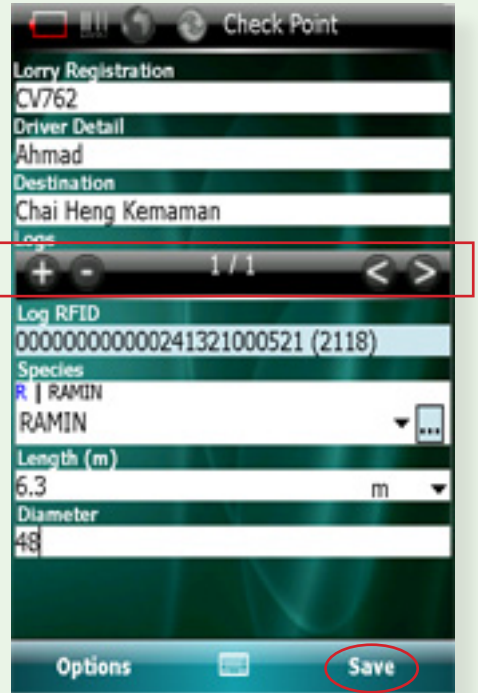 Check Point
Lorry Registration
CV762
Driver Detail
Ahmad
Destination
Chai Heng Kemaman
Logs
+ - 1 / 1 < >
Log RFID
000000000000241321000521 (2118)
Species
R | RAMIN
RAMIN ...
Length (m)
6.3 m
Diameter
48
Options Save